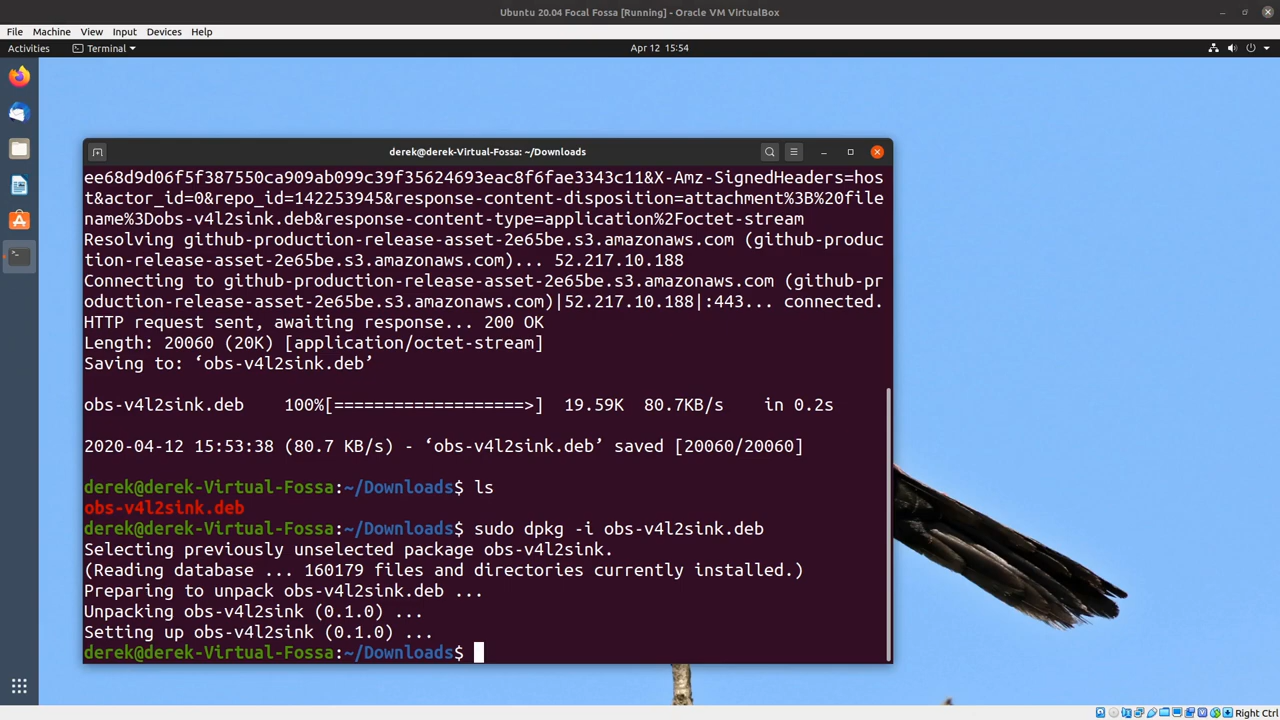 Ubuntu 20.04 Focal Fossa [Running] - Oracle VM VirtualBox
File Machine View Input Devices Help
Activities Terminal Apr 12 15:54
derek@derek-Virtual-Fossa: ~/Downloads
ee68d9d06f5f387550ca909ab099c39f35624693eac8f6fae3343c11&X-Amz-SignedHeaders=hos
t&actor_id=0&repo_id=142253945&response-content-disposition=attachment%3B%20file
name%3Dobs-v4l2sink.deb&response-content-type=application%2Foctet-stream
Resolving github-production-release-asset-2e65be.s3.amazonaws.com (github-produc
tion-release-asset-2e65be.s3.amazonaws.com)... 52.217.10.188
Connecting to github-production-release-asset-2e65be.s3.amazonaws.com (github-pr
oduction-release-asset-2e65be.s3.amazonaws.com)|52.217.10.188|:443... connected.
HTTP request sent, awaiting response... 200 OK
Length: 20060 (20K) [application/octet-stream]
Saving to: ‘obs-v4l2sink.deb’
obs-v4l2sink.deb 100%[===================>] 19.59K 80.7KB/s in 0.2s
2020-04-12 15:53:38 (80.7 KB/s) - ‘obs-v4l2sink.deb’ saved [20060/20060]
derek@derek-Virtual-Fossa:~/Downloads$ ls
obs-v4l2sink.deb
derek@derek-Virtual-Fossa:~/Downloads$ sudo dpkg -i obs-v4l2sink.deb
Selecting previously unselected package obs-v4l2sink.
(Reading database ... 160179 files and directories currently installed.)
Preparing to unpack obs-v4l2sink.deb ...
Unpacking obs-v4l2sink (0.1.0) ...
Setting up obs-v4l2sink (0.1.0) ...
derek@derek-Virtual-Fossa:~/Downloads$
Right Ctrl